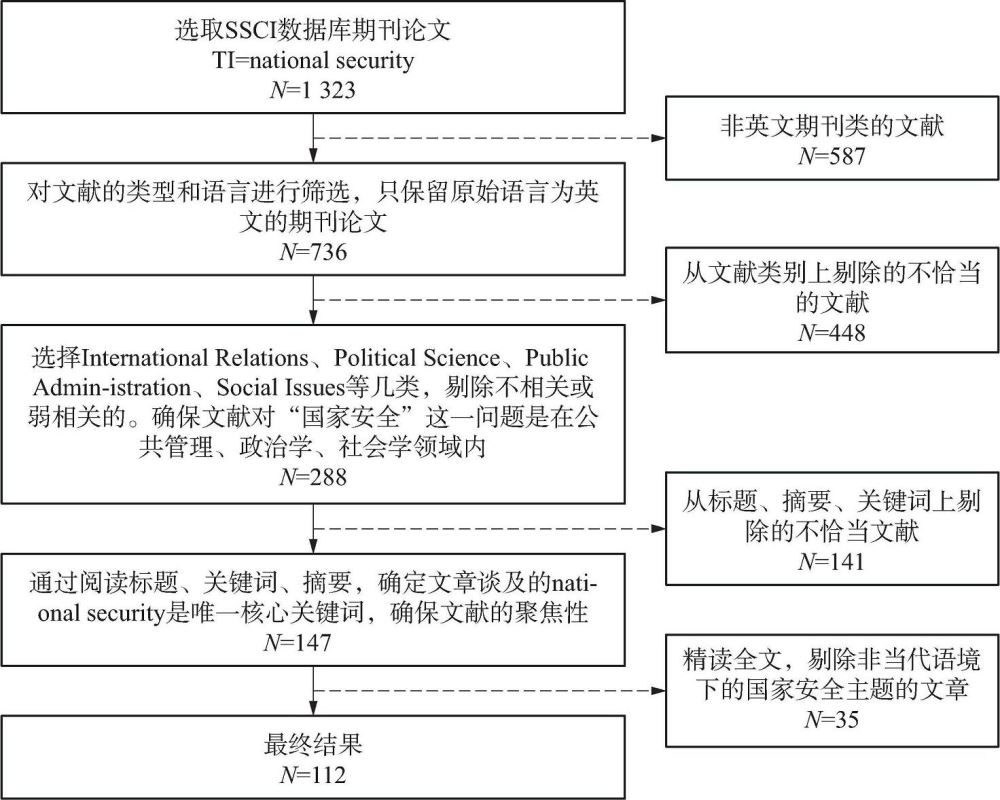 选取SSCI数据库期刊论文
TI=national security
N=1 323
非英文期刊类的文献
N=587
对文献的类型和语言进行筛选，只保留原始语言为英
文的期刊论文
N=736
从文献类别上剔除的不恰当
的文献
N=448
选择International Relations、Political Science、Public
Admin-istration、Social Issues等几类，剔除不相关或
弱相关的。确保文献对“国家安全”这一问题是在公
共管理、政治学、社会学领域内
N=288
从标题、摘要、关键词上剔
除的不恰当文献
N=141
通过阅读标题、关键词、摘要，确定文章谈及的nati-
onal security是唯一核心关键词，确保文献的聚焦性
N=147
精读全文，剔除非当代语境
下的国家安全主题的文章
N=35
最终结果
N=112